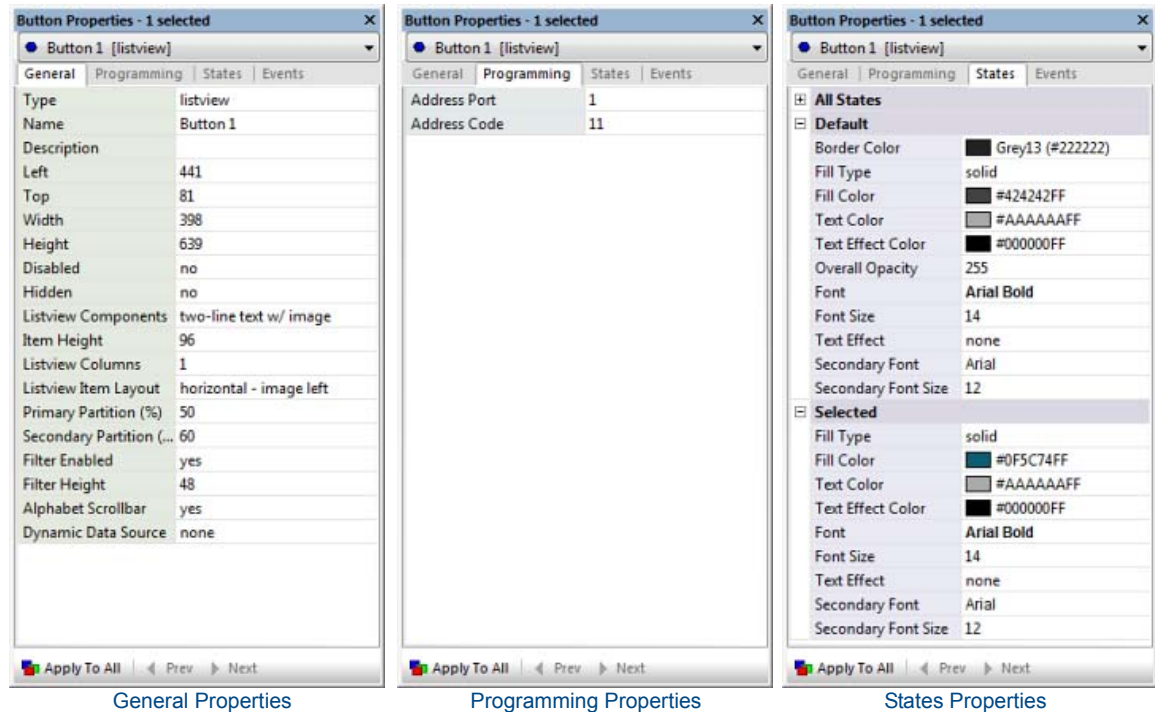 Button Properties - 1 selected x
Button 1 [listview]
General Programming States Events
Type listview
Name Button 1
Description
Left 441
Top 81
Width 398
Height 639
Disabled no
Hidden no
Listview Components two-line text w/ image
Item Height 96
Listview Columns 1
Listview Item Layout horizontal - image left
Primary Partition (%) 50
Secondary Partition (... 60
Filter Enabled yes
Filter Height 48
Alphabet Scrollbar yes
Dynamic Data Source none
Apply To All Prev Next
General Properties
Button Properties - 1 selected x
Button 1 [listview]
General Programming States Events
Address Port 1
Address Code 11
Apply To All Prev Next
Programming Properties
Button Properties - 1 selected x
Button 1 [listview]
General Programming States Events
All States
Default
Border Color Grey13 (#222222)
Fill Type solid
Fill Color #424242FF
Text Color #AAAAAAFF
Text Effect Color #000000FF
Overall Opacity 255
Font Arial Bold
Font Size 14
Text Effect none
Secondary Font Arial
Secondary Font Size 12
Selected
Fill Type solid
Fill Color #0F5C74FF
Text Color #AAAAAAFF
Text Effect Color #000000FF
Font Arial Bold
Font Size 14
Text Effect none
Secondary Font Arial
Secondary Font Size 12
Apply To All Prev Next
States Properties